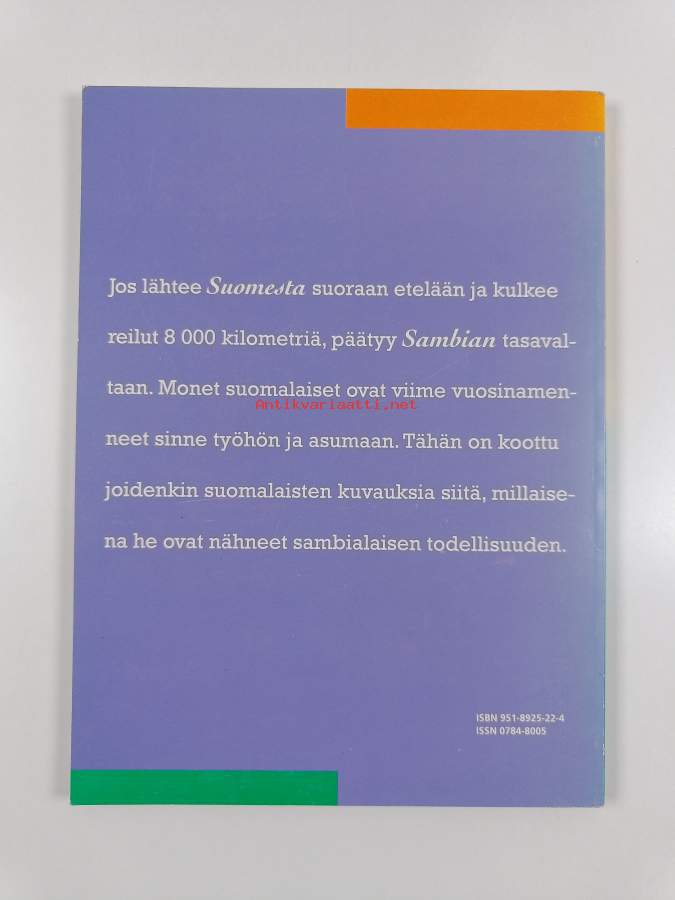 Jos lähtee Suomesta suoraan etelään ja kulkee
reilut 8 000 kilometriä, päätyy Sambian tasaval-
taan. Monet suomalaiset ovat viime vuosinamen-
Antikvariaatti.net
neet sinne työhön ja asumaan. Tähän on koottu
joidenkin suomalaisten kuvauksia siitä, millaise-
na he ovat nähneet sambialaisen todellisuuden.
ISBN 951-8925-22-4
ISSN 0784-8005